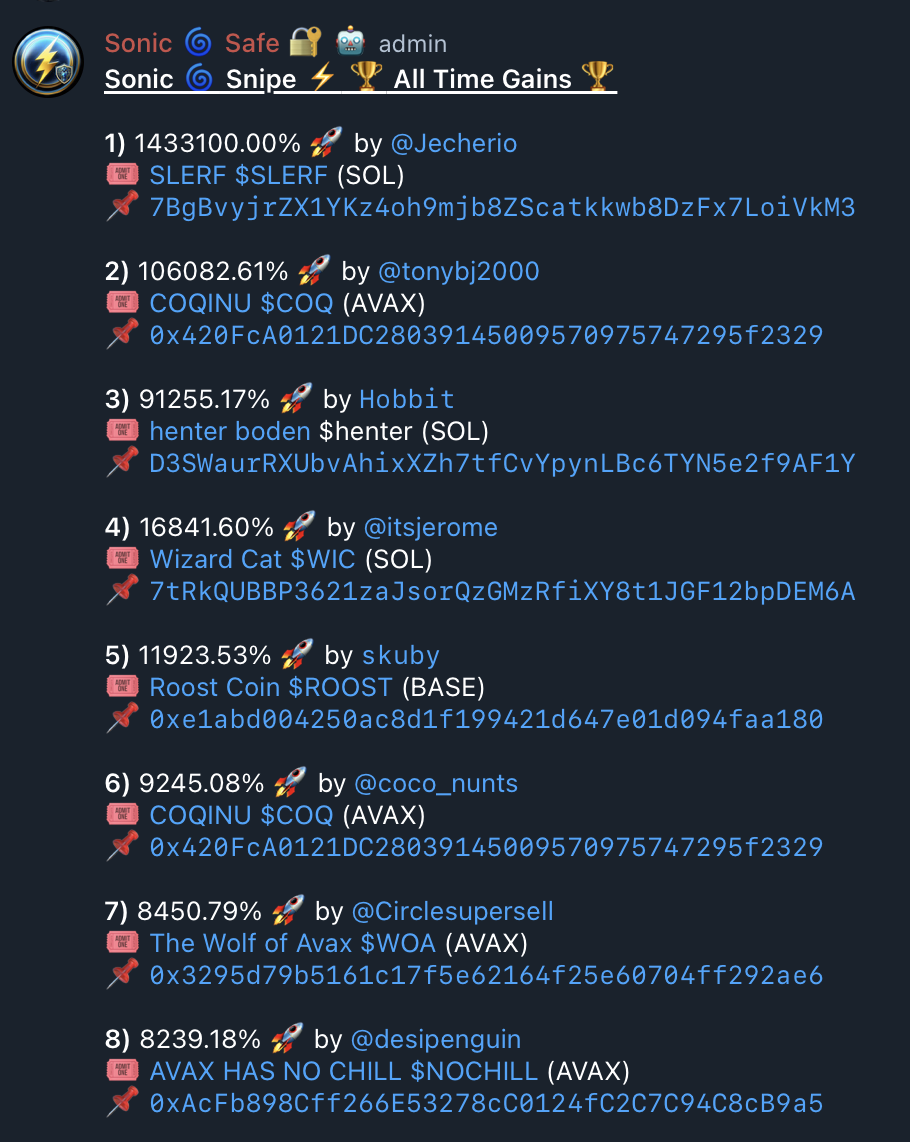 Sonic 🌀 Safe 🔐 🤖 admin
Sonic 🌀 Snipe ⚡ 🏆 All Time Gains 🏆
1) 1433100.00% 🚀 by @Jecherio
🎟 SLERF $SLERF (SOL)
📌 7BgBvyjrZX1YKz4oh9mjb8ZScatkkwb8DzFx7LoiVkM3
2) 106082.61% 🚀 by @tonybj2000
🎟 COQINU $COQ (AVAX)
📌 0x420FcA0121DC28039145009570975747295f2329
3) 91255.17% 🚀 by Hobbit
🎟 henter boden $henter (SOL)
📌 D3SWaurRXUbvAhixXZh7tfCvYpynLBc6TYN5e2f9AF1Y
4) 16841.60% 🚀 by @itsjerome
🎟 Wizard Cat $WIC (SOL)
📌 7tRkQUBBP3621zaJsorQzGMzRfiXY8t1JGF12bpDEM6A
5) 11923.53% 🚀 by skuby
🎟 Roost Coin $ROOST (BASE)
📌 0xe1abd004250ac8d1f199421d647e01d094faa180
6) 9245.08% 🚀 by @coco_nunts
🎟 COQINU $COQ (AVAX)
📌 0x420FcA0121DC28039145009570975747295f2329
7) 8450.79% 🚀 by @Circlesupersell
🎟 The Wolf of Avax $WOA (AVAX)
📌 0x3295d79b5161c17f5e62164f25e60704ff292ae6
8) 8239.18% 🚀 by @desipenguin
🎟 AVAX HAS NO CHILL $NOCHILL (AVAX)
📌 0xAcFb898Cff266E53278cC0124fC2C7C94C8cB9a5